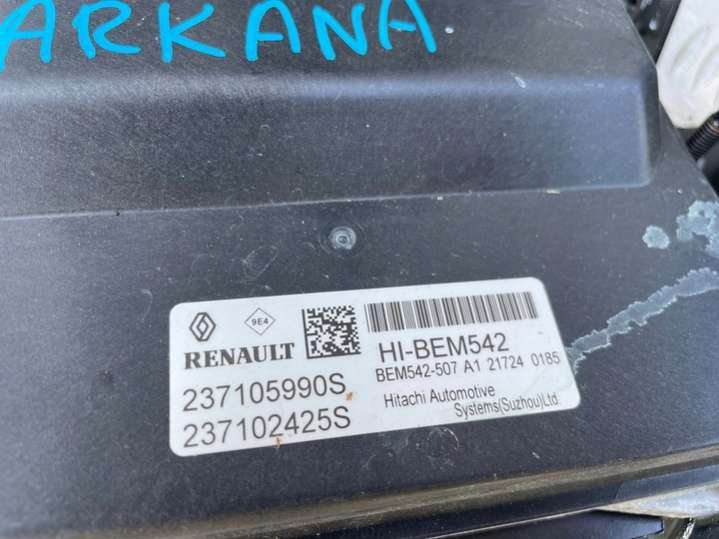 ARKANA
9E4
RENAULT
237105990S
237102425S
HI-BEM542
BEM542-507 A1 21724 0185
Hitachi Automotive
Systems(Suzhou)Ltd.